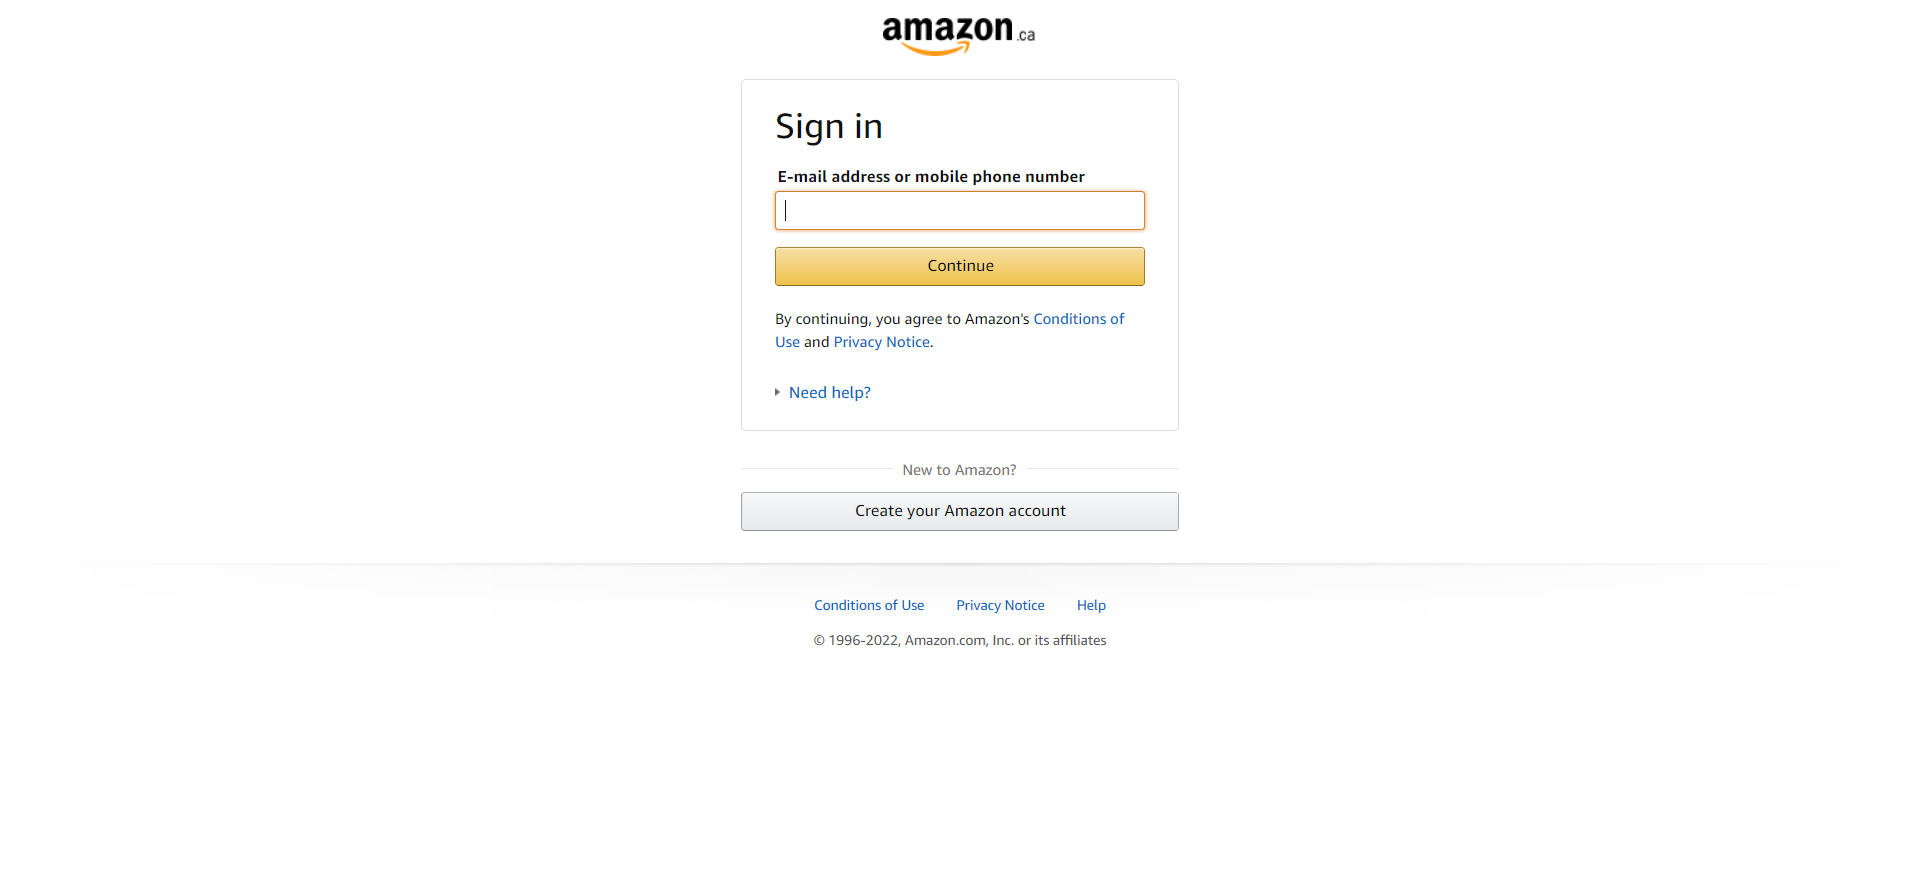 amazon.ca
Sign in
E-mail address or mobile phone number
Continue
By continuing, you agree to Amazon's Conditions of
Use and Privacy Notice.
Need help?
New to Amazon?
Create your Amazon account
Conditions of Use Privacy Notice Help
© 1996-2022, Amazon.com, Inc. or its affiliates